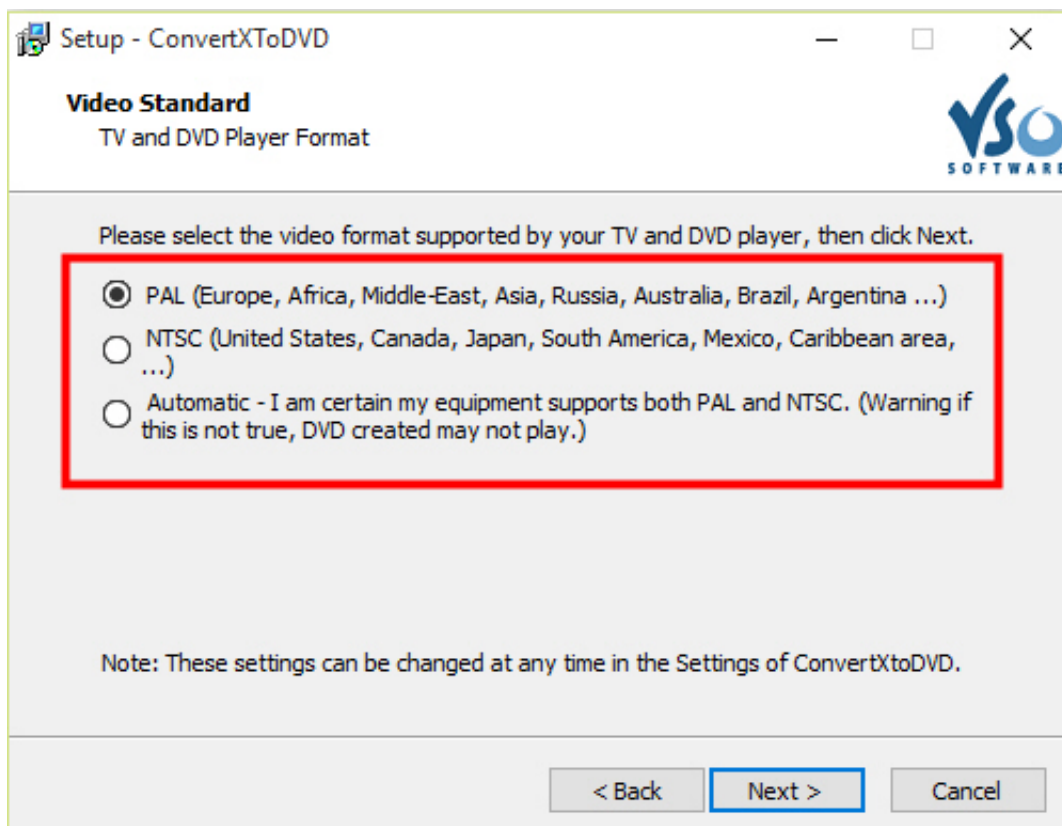 Setup - ConvertXToDVD
Video Standard
TV and DVD Player Format
VSO
SOFTWARE
Please select the video format supported by your TV and DVD player, then click Next.
PAL (Europe, Africa, Middle-East, Asia, Russia, Australia, Brazil, Argentina ...)
NTSC (United States, Canada, Japan, South America, Mexico, Caribbean area,
...)
Automatic - I am certain my equipment supports both PAL and NTSC. (Warning if
this is not true, DVD created may not play.)
Note: These settings can be changed at any time in the Settings of ConvertXtoDVD.
< Back Next > Cancel